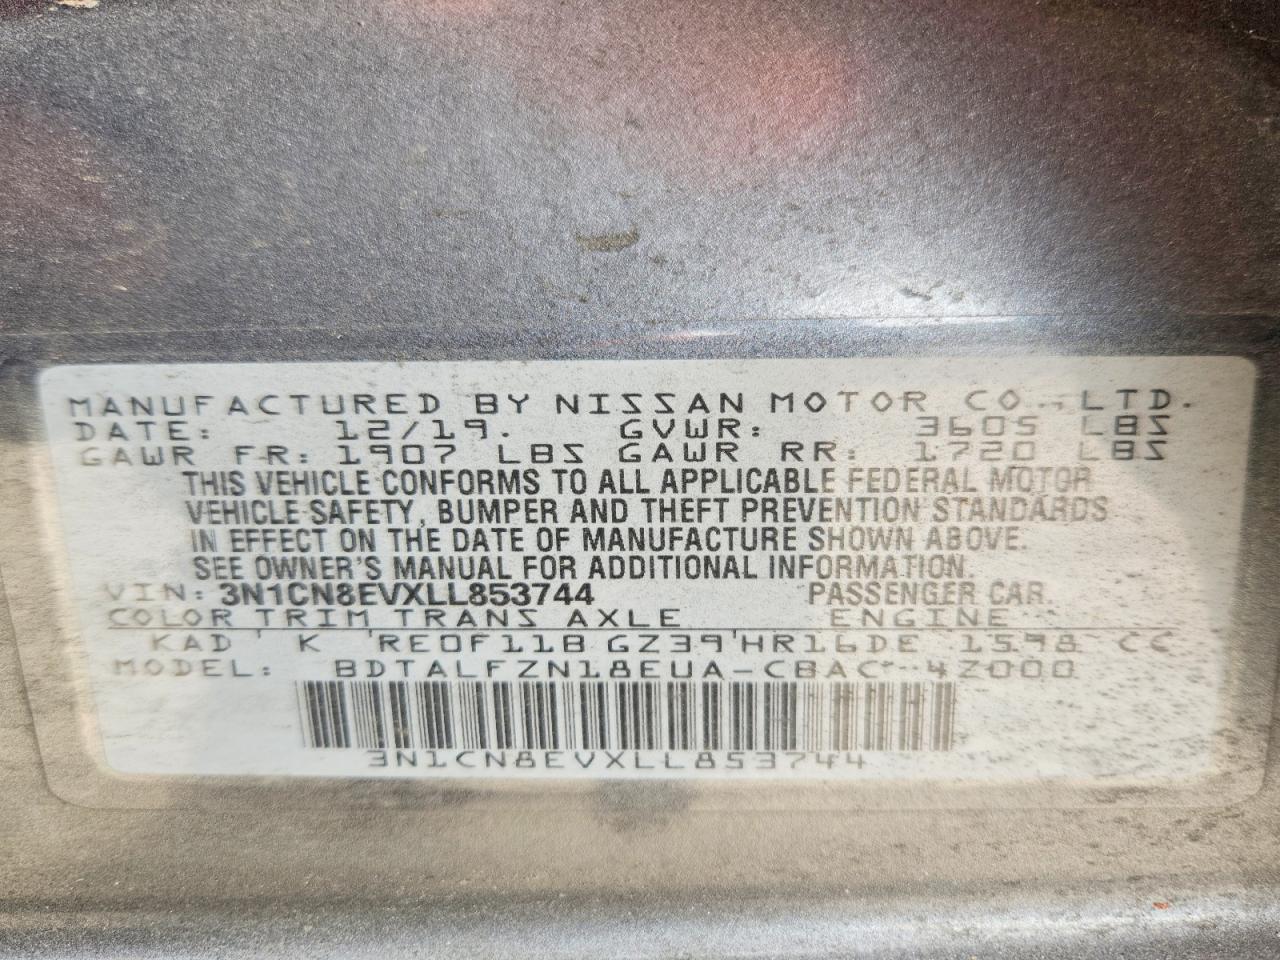 MANUFACTURED BY NISSAN MOTOR CO., LTD.
DATE: 12/19. GVWR: 3605 LBS
GAWR FR: 1907 LBS GAWR RR: 1720 LBS
THIS VEHICLE CONFORMS TO ALL APPLICABLE FEDERAL MOTOR
VEHICLE SAFETY, BUMPER AND THEFT PREVENTION STANDARDS
IN EFFECT ON THE DATE OF MANUFACTURE SHOWN ABOVE.
SEE OWNER'S MANUAL FOR ADDITIONAL INFORMATION.
VIN: 3N1CN8EVXLL853744 PASSENGER CAR
COLOR TRIM TRANS AXLE ENGINE
KAD K RE0F11B GZ39 HR16DE 1598 CC
MODEL: BDTALFZN18EUA-CBAC- 4Z000
3N1CN8EVXLL853744